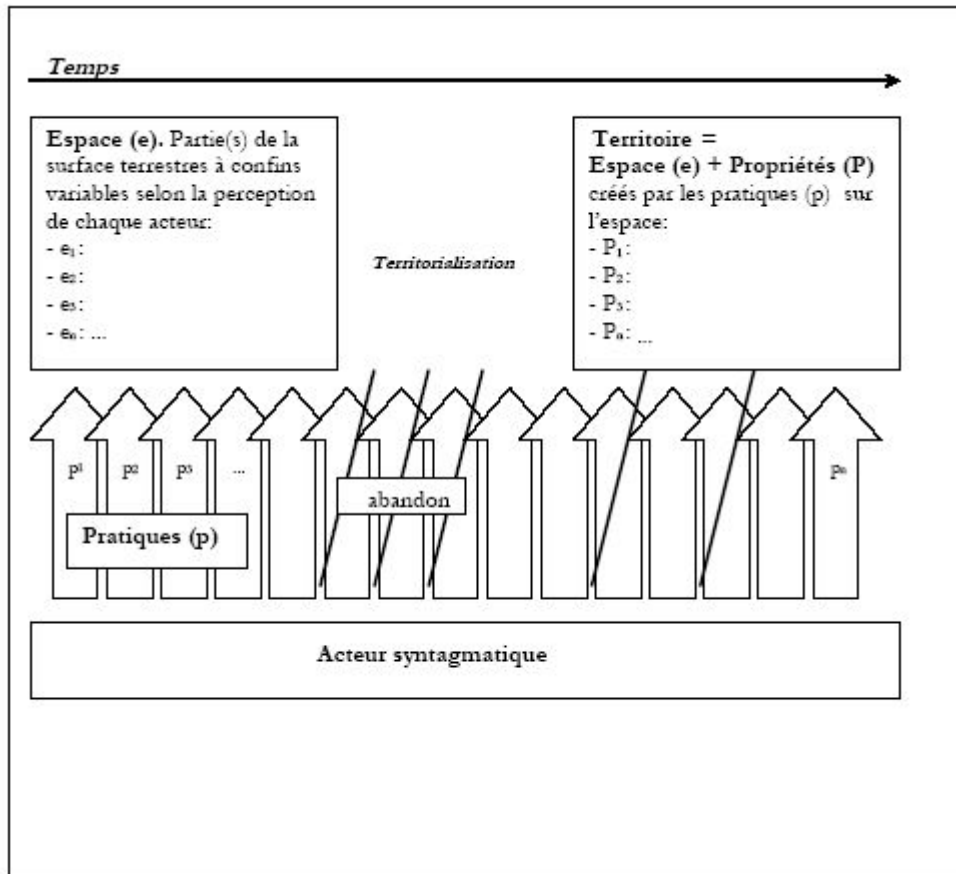 Temps
Espace (e). Partie(s) de la
surface terrestres à confins
variables selon la perception
de chaque acteur:
- e₁:
- e₂:
- e₃:
- eₙ: ...
Territorialisation
Territoire =
Espace (e) + Propriétés (P)
créés par les pratiques (p) sur
l'espace:
- P₁:
- P₂:
- P₃:
- Pₙ: ...
p¹ p² p³ ... pⁿ
abandon
Pratiques (p)
Acteur syntagmatique